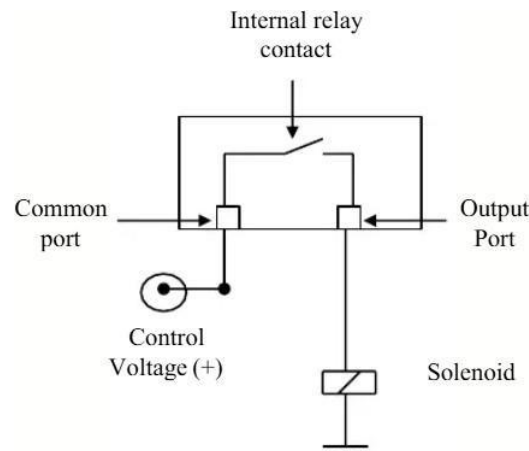 Internal relay
contact
Common
port
Output
Port
Control
Voltage (+)
Solenoid